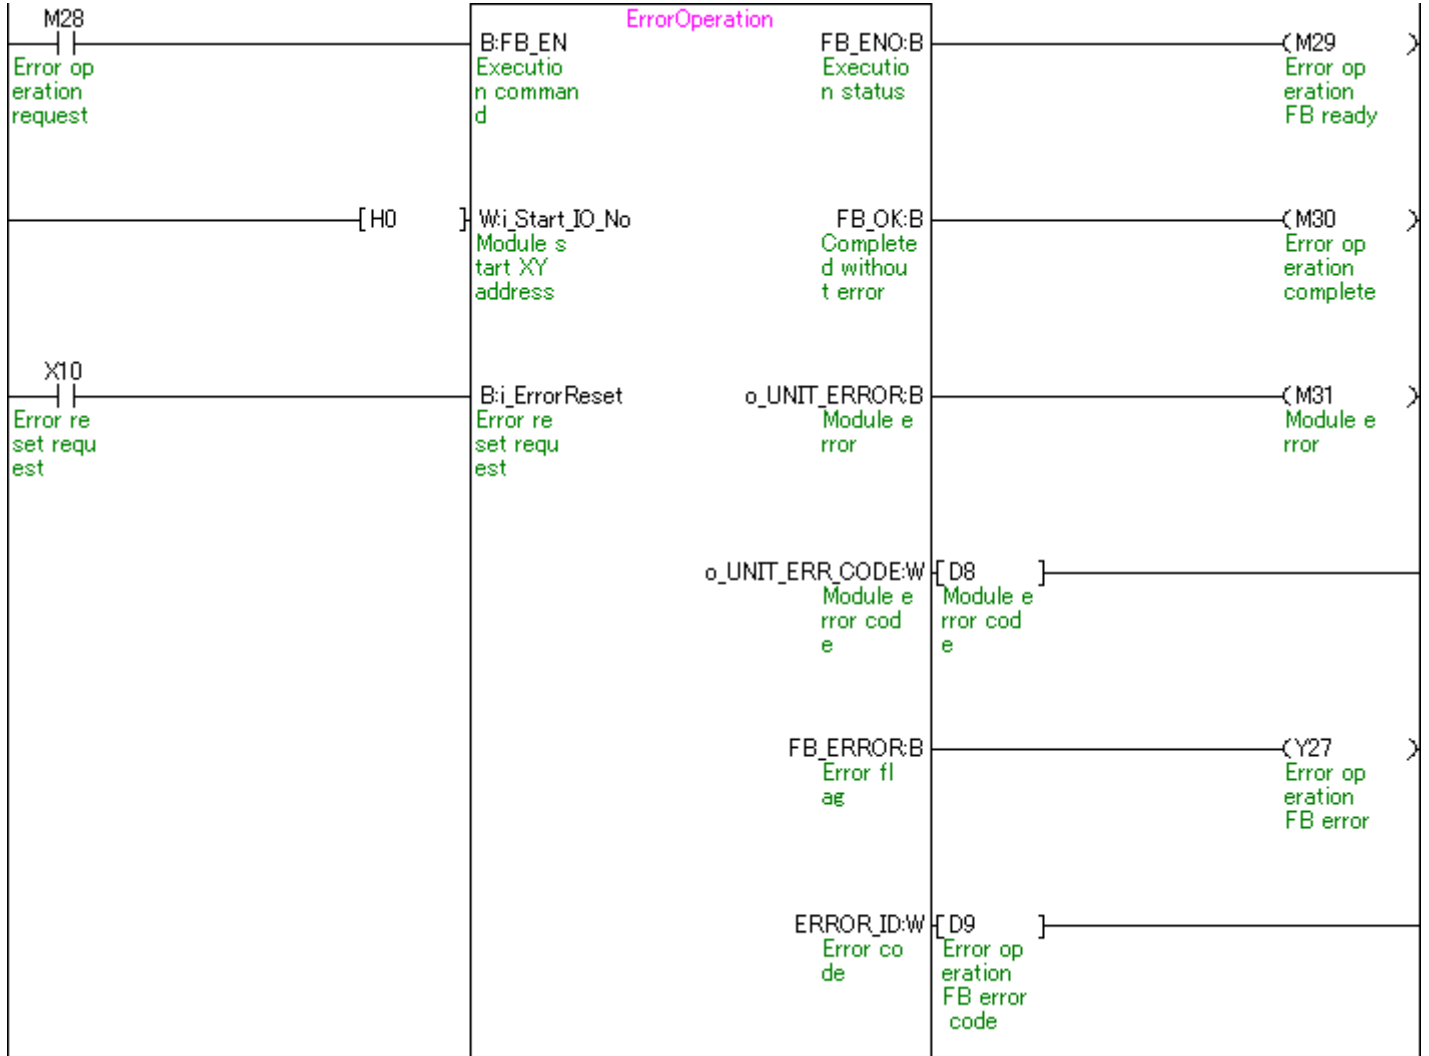 M28
ErrorOperation
B:FB_EN
FB_ENO:B
(M29 )
Error op
eration
request
Executio
n comman
d
Executio
n status
Error op
eration
FB ready
[ H0 ]
W:i_Start_IO_No
FB_OK:B
(M30 )
Module s
tart XY
address
Complete
d withou
t error
Error op
eration
complete
X10
B:i_ErrorReset
o_UNIT_ERROR:B
(M31 )
Error re
set requ
est
Error re
set requ
est
Module e
rror
Module e
rror
o_UNIT_ERR_CODE:W
[ D8 ]
Module e
rror cod
e
Module e
rror cod
e
FB_ERROR:B
(Y27 )
Error fl
ag
Error op
eration
FB error
ERROR_ID:W
[ D9 ]
Error co
de
Error op
eration
FB error
code